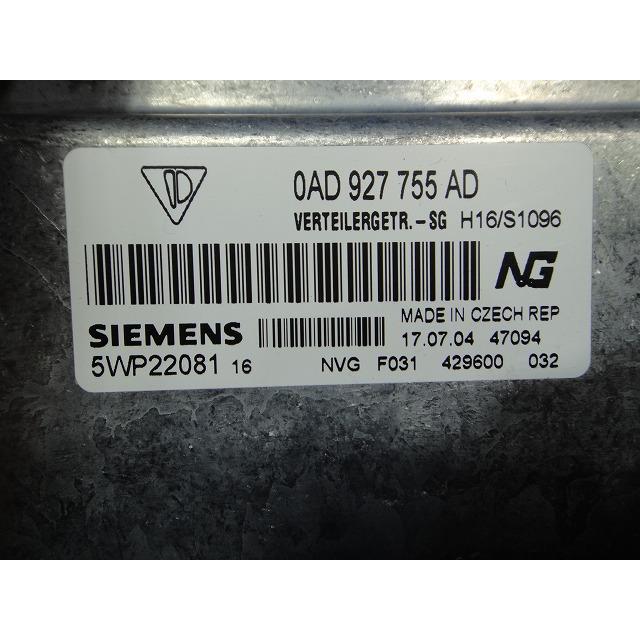 0AD 927 755 AD
VERTEILERGETR.-SG H16/S1096
NG
MADE IN CZECH REP
SIEMENS 17.07.04 47094
5WP22081 16 NVG F031 429600 032